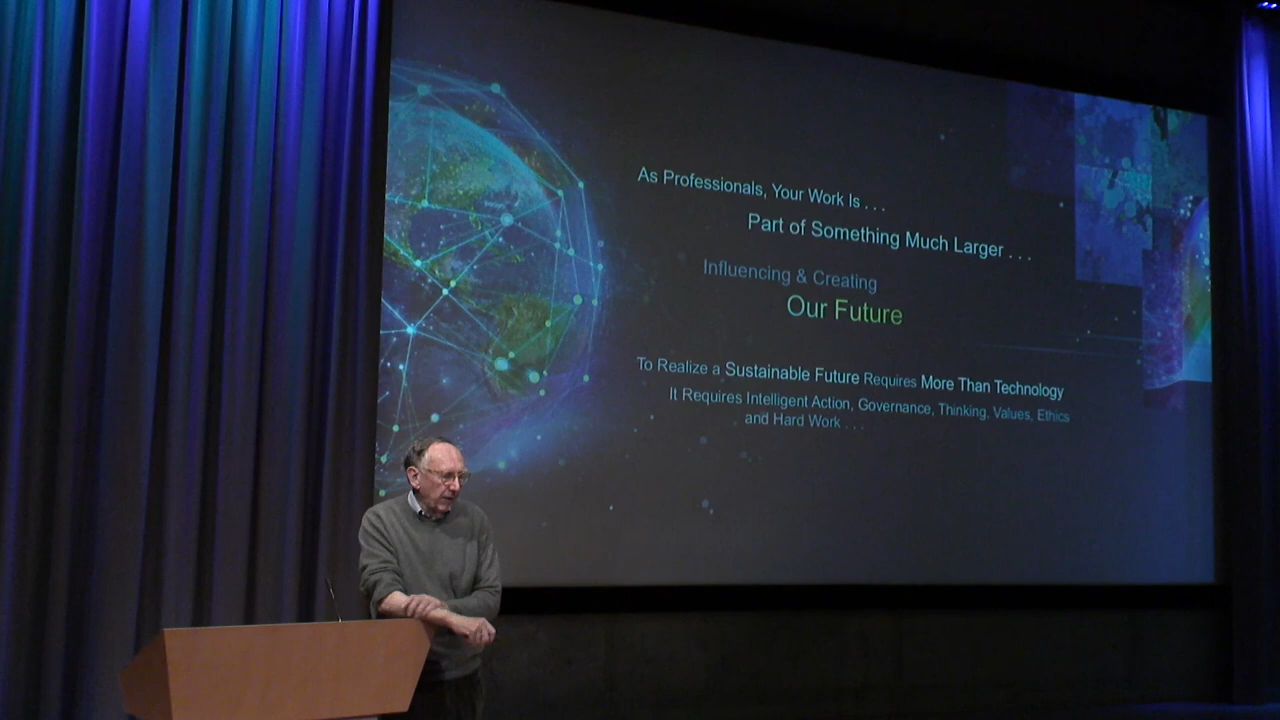 As Professionals, Your Work Is . . .
Part of Something Much Larger . . .
Influencing & Creating
Our Future
To Realize a Sustainable Future Requires More Than Technology
It Requires Intelligent Action, Governance, Thinking, Values, Ethics
and Hard Work . . .